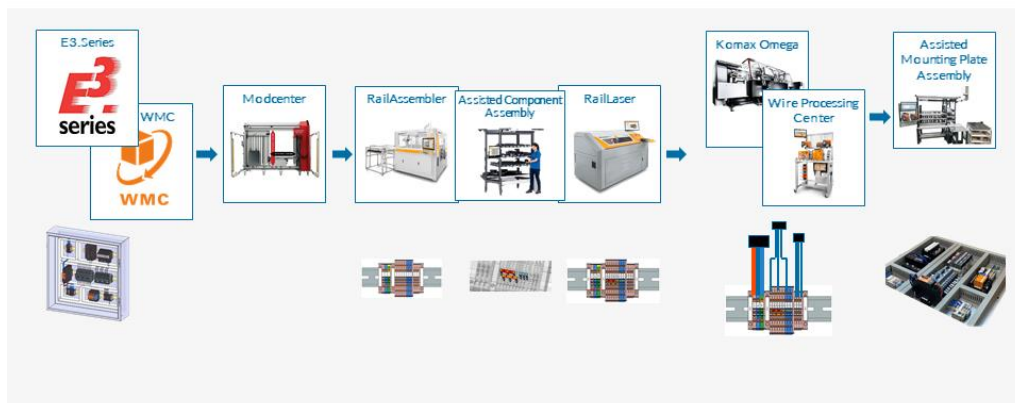 E3.Series
E3.
series
WMC
WMC
Modcenter
RailAssembler
Assisted Component
Assembly
RailLaser
Komax Omega
Wire Processing
Center
Assisted
Mounting Plate
Assembly